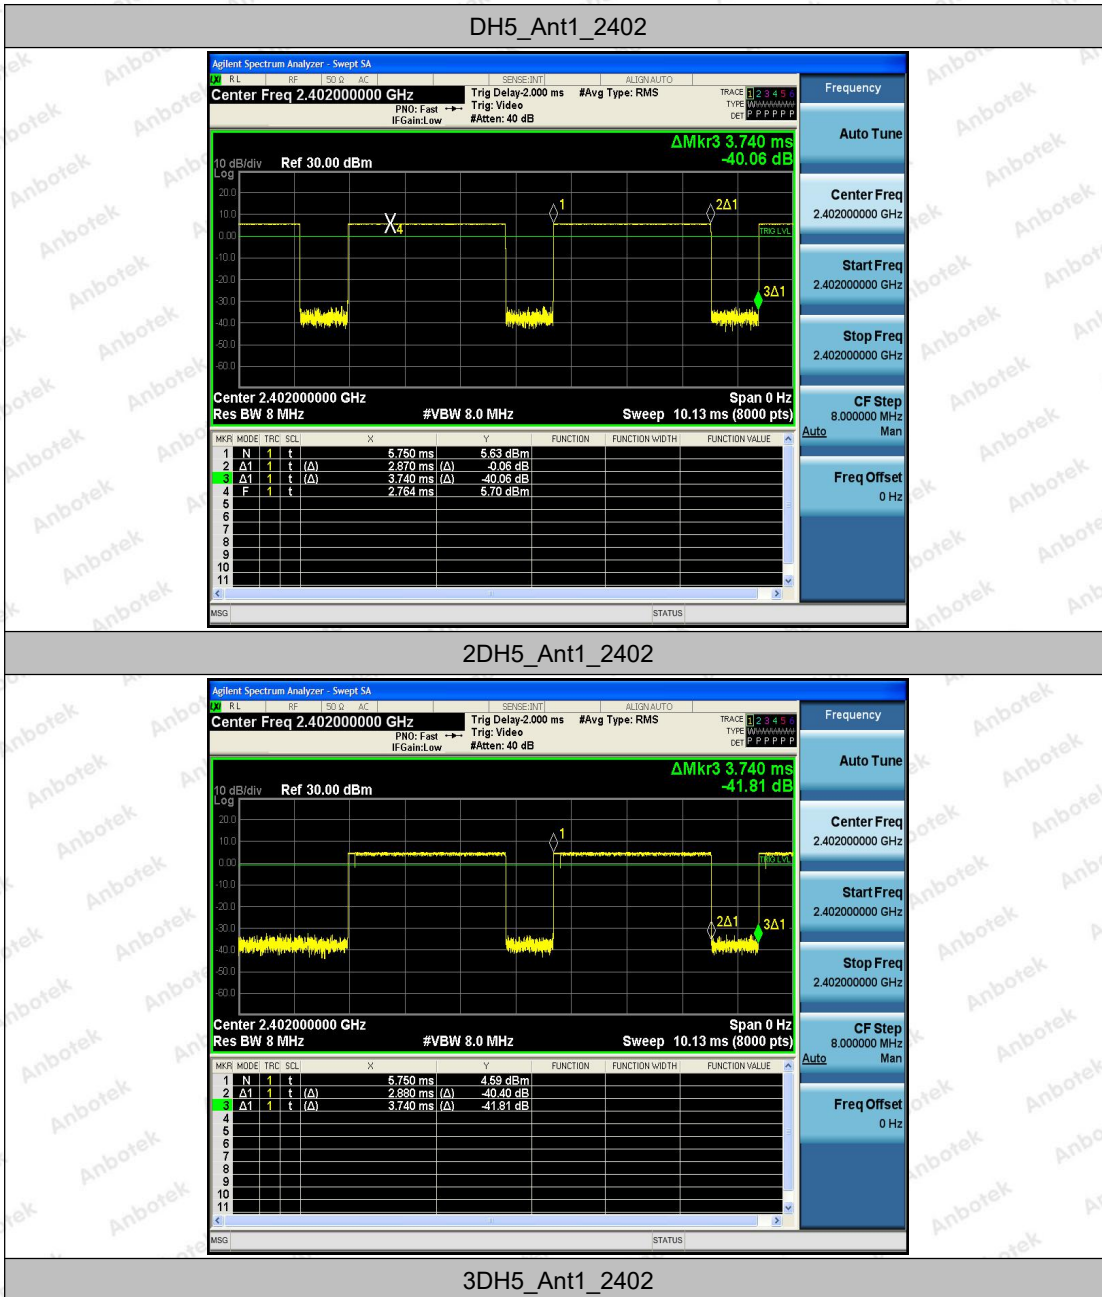 DH5_Ant1_2402
Agilent Spectrum Analyzer - Swept SA
LXI RL RF 50 Ω AC SENSE:INT ALIGNAUTO
Center Freq 2.402000000 GHz
PNO: Fast
IFGain:Low
Trig Delay-2.000 ms
Trig: Video
#Atten: 40 dB
#Avg Type: RMS
TRACE 1 2 3 4 5 6
TYPE
DET P P P P P P
ΔMkr3 3.740 ms
-40.06 dB
10 dB/div
Log
Ref 30.00 dBm
20.0
10.0
0.00
-10.0
-20.0
-30.0
-40.0
-50.0
-60.0
1
2Δ1
3Δ1
4
TRIG LVL
Center 2.402000000 GHz Span 0 Hz
Res BW 8 MHz #VBW 8.0 MHz Sweep 10.13 ms (8000 pts)
MKR MODE TRC SCL X Y FUNCTION FUNCTION WIDTH FUNCTION VALUE
1 N 1 t 5.750 ms 5.63 dBm
2 Δ1 1 t (Δ) 2.870 ms (Δ) -0.06 dB
3 Δ1 1 t (Δ) 3.740 ms (Δ) -40.06 dB
4 F 1 t 2.764 ms 5.70 dBm
5
6
7
8
9
10
11
MSG STATUS
Frequency
Auto Tune
Center Freq
2.402000000 GHz
Start Freq
2.402000000 GHz
Stop Freq
2.402000000 GHz
CF Step
8.000000 MHz
Auto Man
Freq Offset
0 Hz
2DH5_Ant1_2402
Agilent Spectrum Analyzer - Swept SA
LXI RL RF 50 Ω AC SENSE:INT ALIGNAUTO
Center Freq 2.402000000 GHz
PNO: Fast
IFGain:Low
Trig Delay-2.000 ms
Trig: Video
#Atten: 40 dB
#Avg Type: RMS
TRACE 1 2 3 4 5 6
TYPE
DET P P P P P P
ΔMkr3 3.740 ms
-41.81 dB
10 dB/div
Log
Ref 30.00 dBm
20.0
10.0
0.00
-10.0
-20.0
-30.0
-40.0
-50.0
-60.0
1
2Δ1
3Δ1
TRIG LVL
Center 2.402000000 GHz Span 0 Hz
Res BW 8 MHz #VBW 8.0 MHz Sweep 10.13 ms (8000 pts)
MKR MODE TRC SCL X Y FUNCTION FUNCTION WIDTH FUNCTION VALUE
1 N 1 t 5.750 ms 4.59 dBm
2 Δ1 1 t (Δ) 2.880 ms (Δ) -40.40 dB
3 Δ1 1 t (Δ) 3.740 ms (Δ) -41.81 dB
4
5
6
7
8
9
10
11
MSG STATUS
Frequency
Auto Tune
Center Freq
2.402000000 GHz
Start Freq
2.402000000 GHz
Stop Freq
2.402000000 GHz
CF Step
8.000000 MHz
Auto Man
Freq Offset
0 Hz
3DH5_Ant1_2402
Anbotek